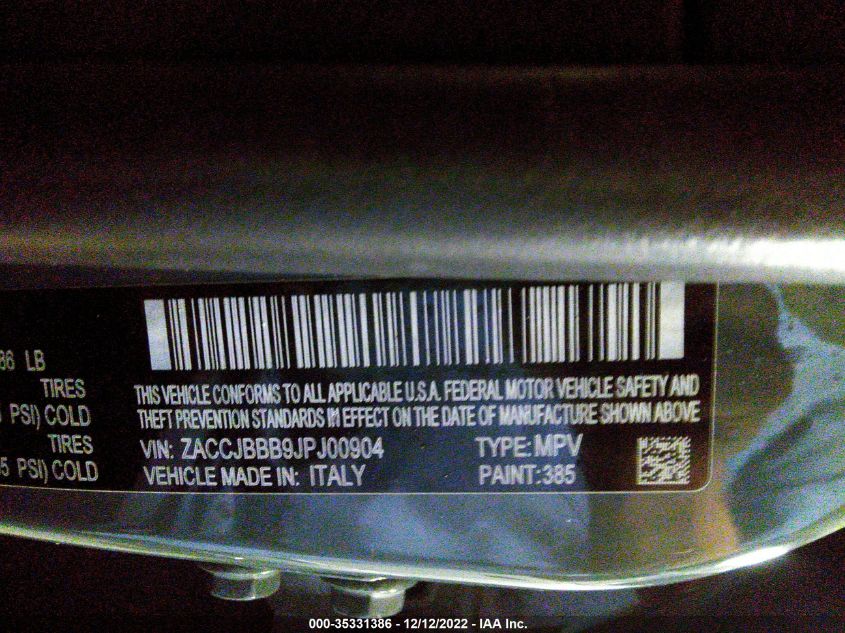 LB
TIRES
PSI) COLD
TIRES
PSI) COLD
THIS VEHICLE CONFORMS TO ALL APPLICABLE U.S.A. FEDERAL MOTOR VEHICLE SAFETY AND
THEFT PREVENTION STANDARDS IN EFFECT ON THE DATE OF MANUFACTURE SHOWN ABOVE
VIN: ZACCJBBB9JPJ00904 TYPE: MPV
VEHICLE MADE IN: ITALY PAINT: 385
000-35331386 - 12/12/2022 - IAA Inc.